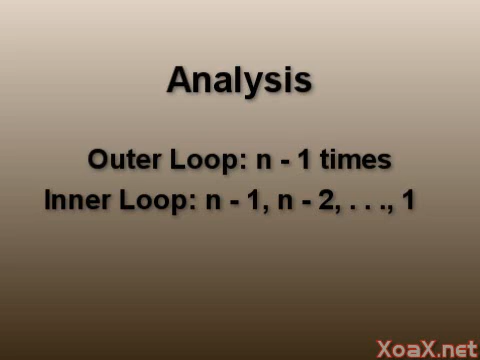 Analysis
Outer Loop: n - 1 times
Inner Loop: n - 1, n - 2, . . ., 1
XoaX.net